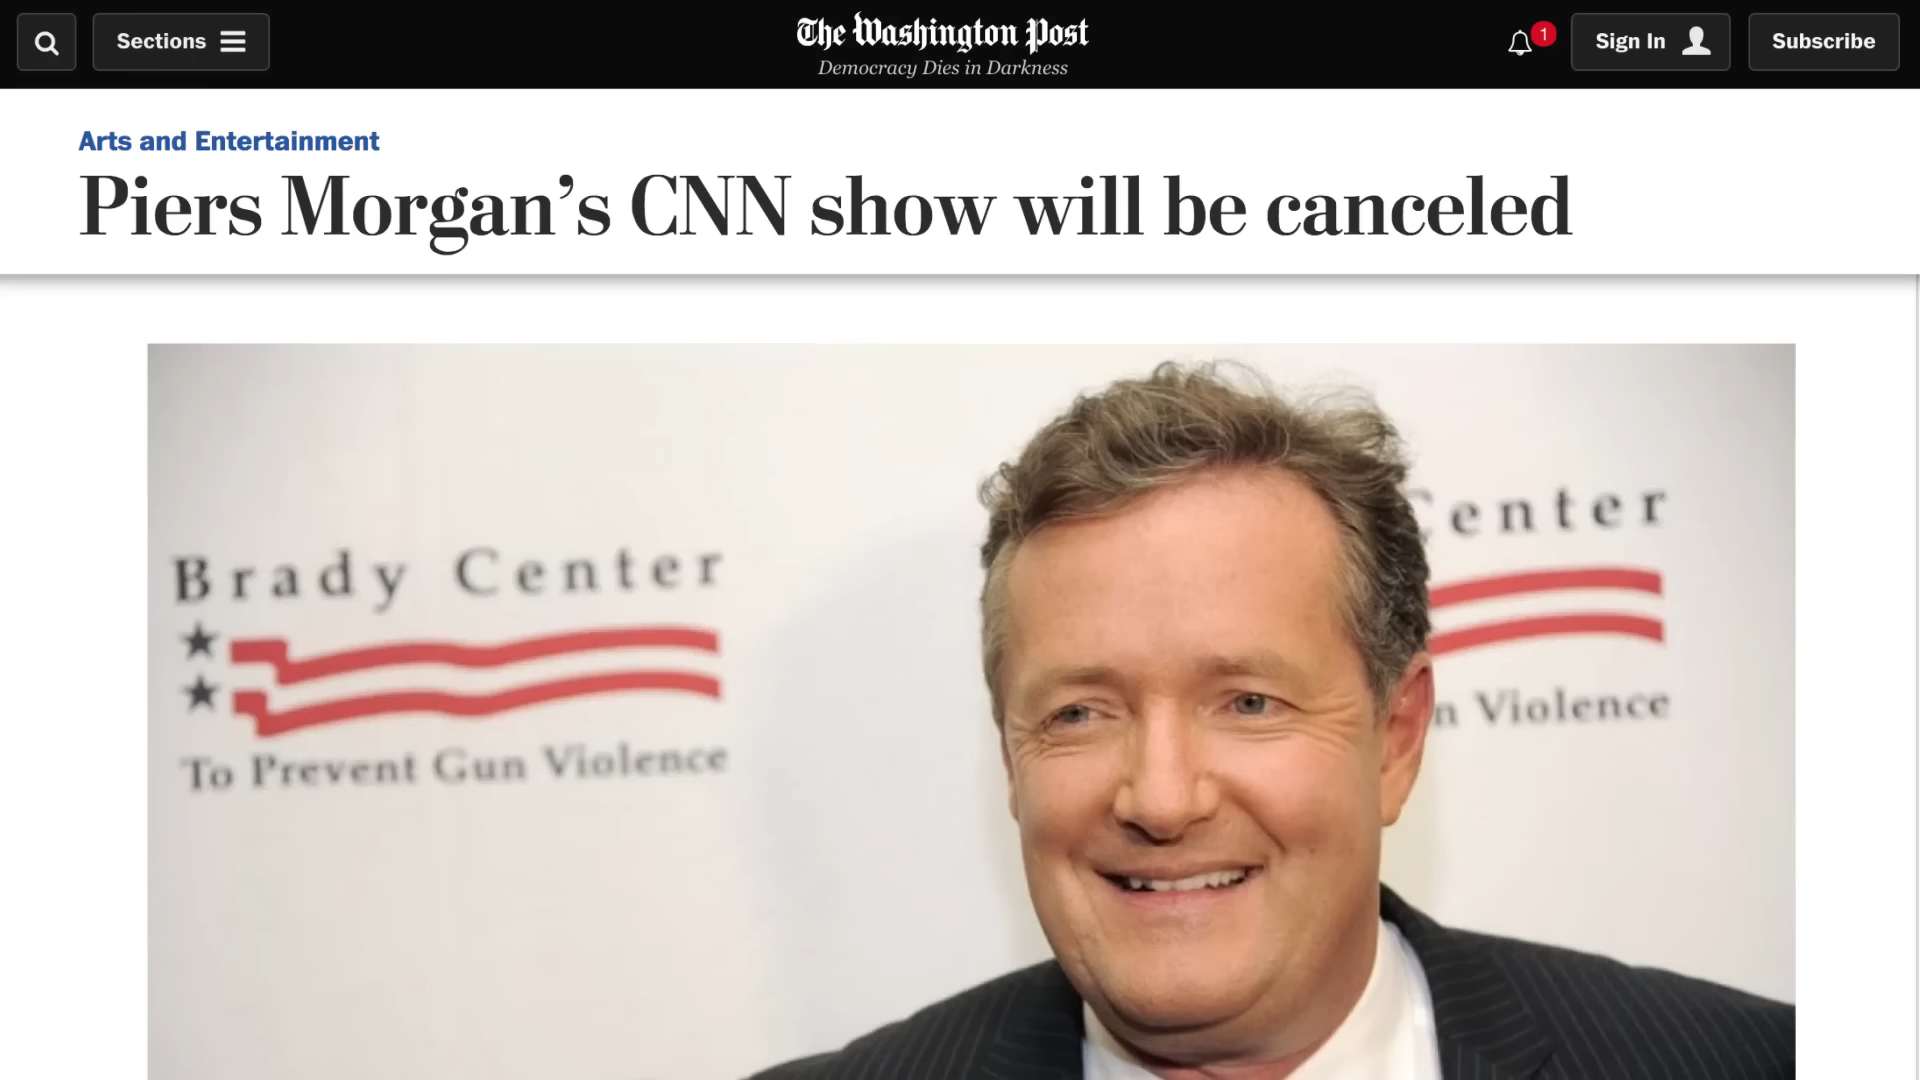 Sections
The Washington Post
Democracy Dies in Darkness
1
Sign In
Subscribe
Arts and Entertainment
Piers Morgan’s CNN show will be canceled
Brady Center
To Prevent Gun Violence
Center
n Violence